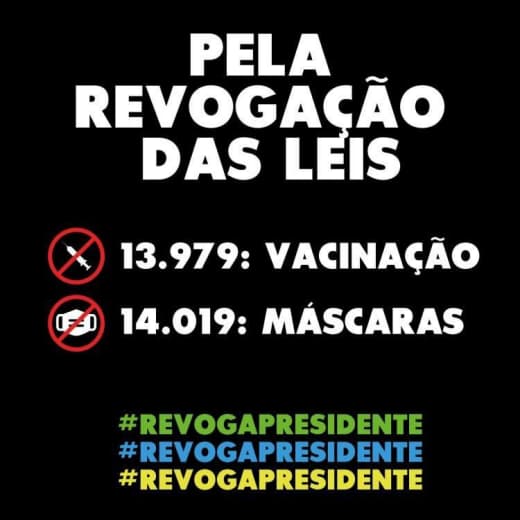 PELA
REVOGAÇÃO
DAS LEIS
13.979: VACINAÇÃO
14.019: MÁSCARAS
#REVOGAPRESIDENTE
#REVOGAPRESIDENTE
#REVOGAPRESIDENTE